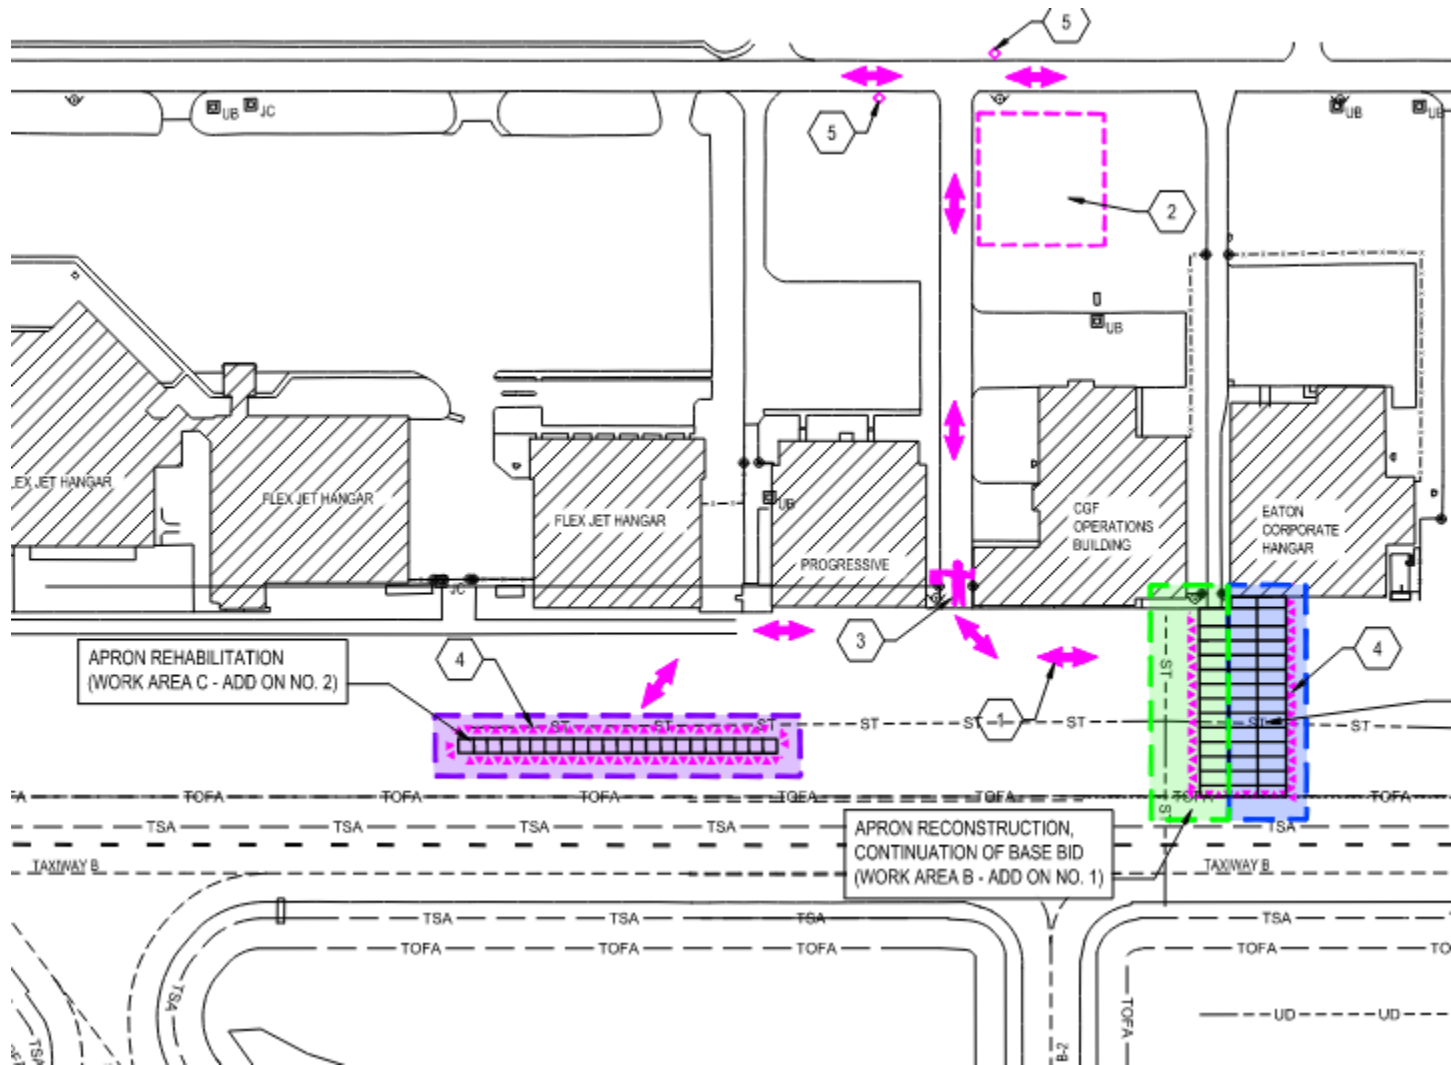 5
UB
JC
5
UB
UB
2
UB
LEX JET HANGAR
FLEX JET HANGAR
FLEX JET HANGAR
UB
PROGRESSIVE
CGF
OPERATIONS
BUILDING
EATON
CORPORATE
HANGAR
JC
3
4
4
APRON REHABILITATION
(WORK AREA C - ADD ON NO. 2)
1
ST
ST
ST
ST
ST
ST
ST
ST
ST
ST
TOFA
TOFA
TOFA
TOFA
TOFA
TOFA
TOFA
TSA
TSA
TSA
TSA
TSA
APRON RECONSTRUCTION,
CONTINUATION OF BASE BID
(WORK AREA B - ADD ON NO. 1)
TAXIWAY B
TAXIWAY B
TSA
TSA
TSA
TSA
TOFA
TOFA
TOFA
TOFA
TO
TSA
TOFA
UD
UD
TSA
B-2